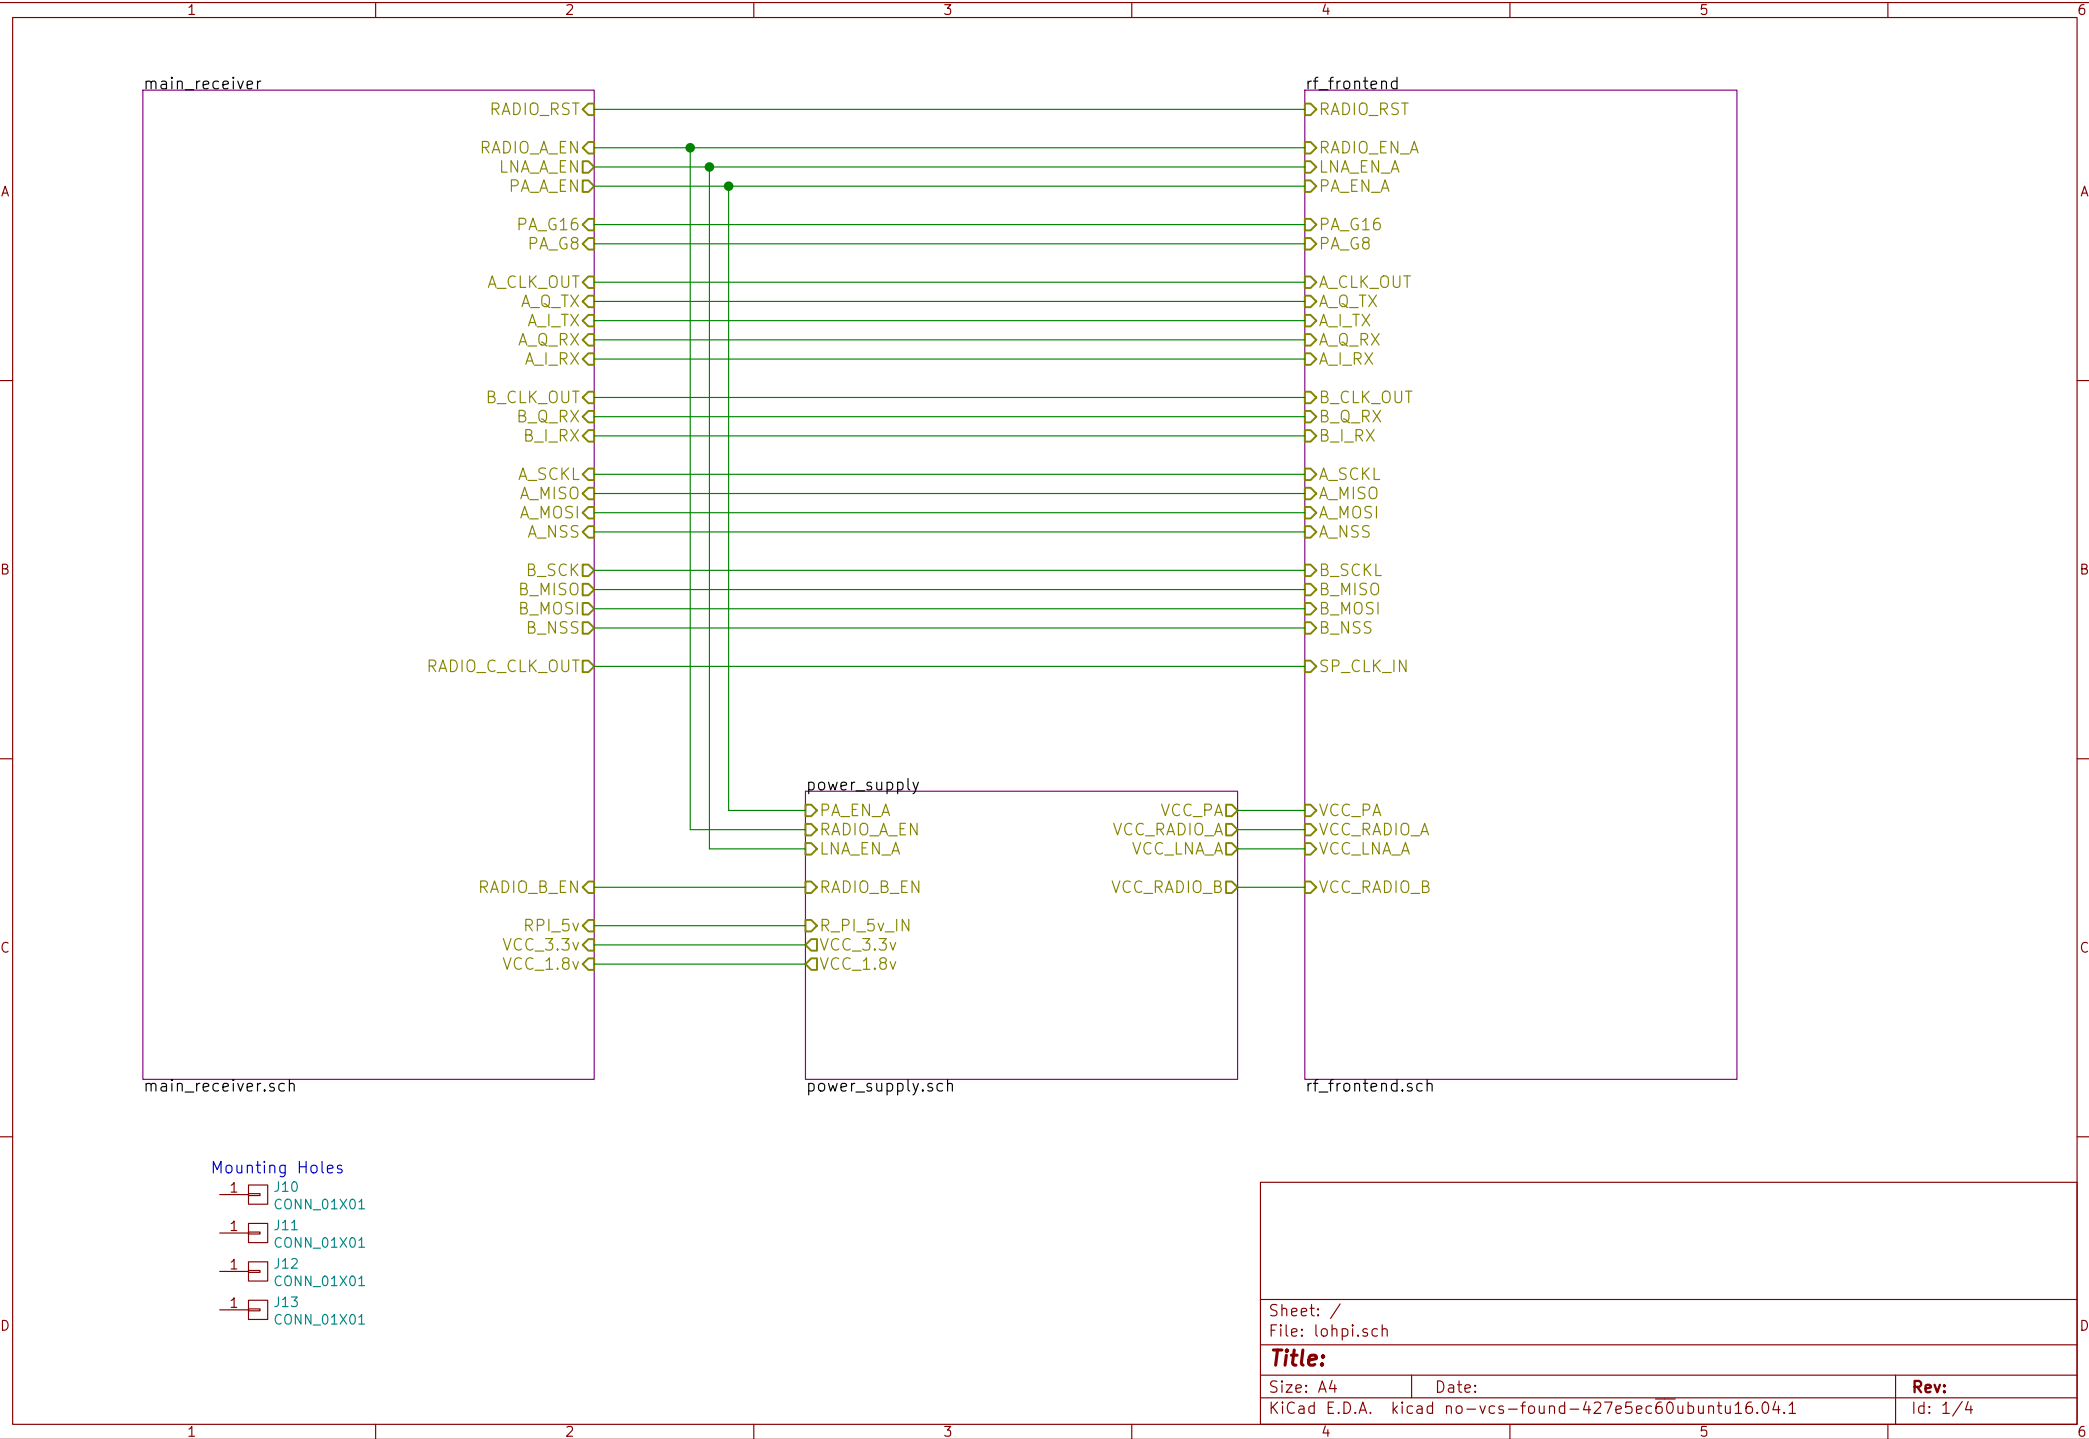 1 2 3 4 5 6
main_receiver rf_frontend
RADIO_RST RADIO_RST
RADIO_A_EN RADIO_EN_A
LNA_A_EN LNA_EN_A
A PA_A_EN PA_EN_A A
PA_G16 PA_G16
PA_G8 PA_G8
A_CLK_OUT A_CLK_OUT
A_Q_TX A_Q_TX
A_I_TX A_I_TX
A_Q_RX A_Q_RX
A_I_RX A_I_RX
B_CLK_OUT B_CLK_OUT
B_Q_RX B_Q_RX
B_I_RX B_I_RX
A_SCKL A_SCKL
A_MISO A_MISO
A_MOSI A_MOSI
A_NSS A_NSS
B B_SCK B_SCKL B
B_MISO B_MISO
B_MOSI B_MOSI
B_NSS B_NSS
RADIO_C_CLK_OUT SP_CLK_IN
power_supply
PA_EN_A VCC_PA VCC_PA
RADIO_A_EN VCC_RADIO_A VCC_RADIO_A
LNA_EN_A VCC_LNA_A VCC_LNA_A
RADIO_B_EN RADIO_B_EN VCC_RADIO_B VCC_RADIO_B
RPI_5v R_PI_5v_IN
C VCC_3.3v VCC_3.3v C
VCC_1.8v VCC_1.8v
main_receiver.sch power_supply.sch rf_frontend.sch
Mounting Holes
1 J10
CONN_01X01
1 J11
CONN_01X01
1 J12
CONN_01X01
1 J13
CONN_01X01
D D
Sheet: /
File: lohpi.sch
Title:
Size: A4 Date: Rev:
KiCad E.D.A. kicad no-vcs-found-427e5ec60ubuntu16.04.1 Id: 1/4
1 2 3 4 5 6